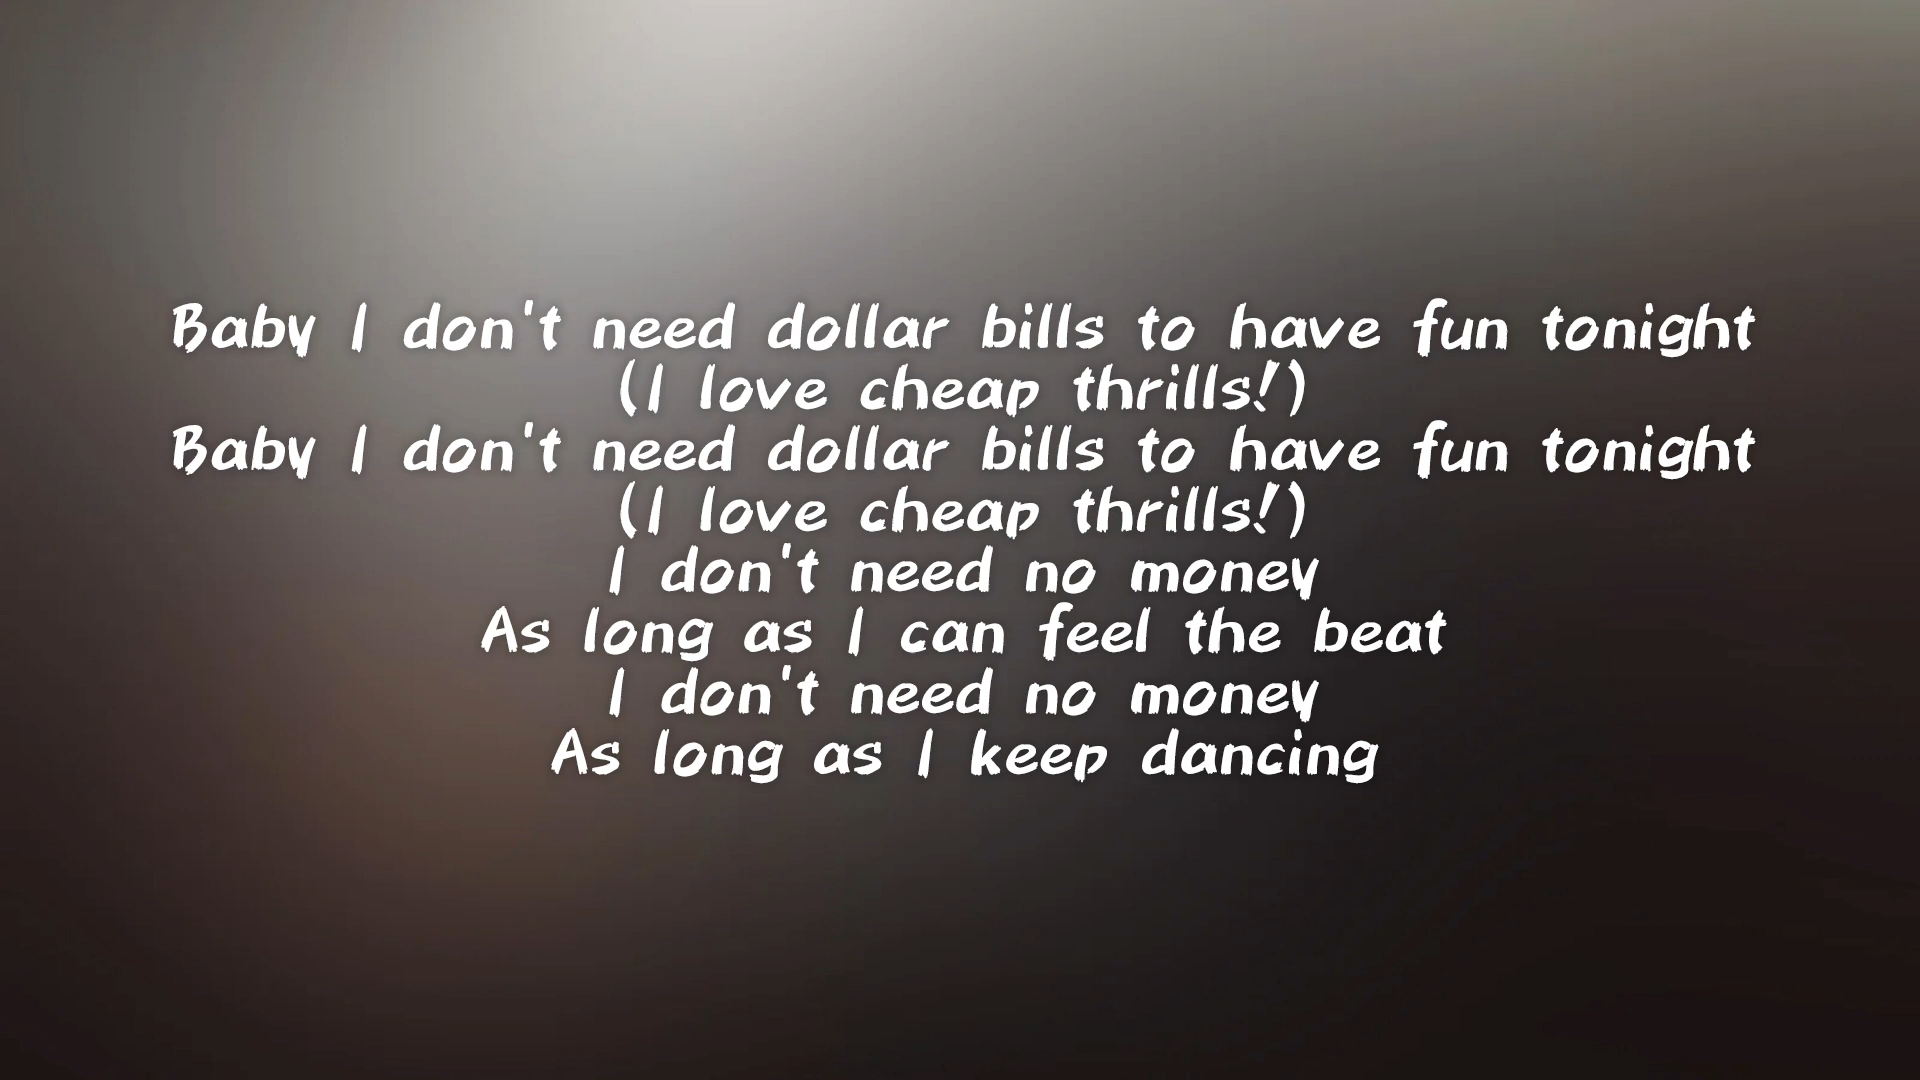 Baby I don't need dollar bills to have fun tonight
(I love cheap thrills!)
Baby I don't need dollar bills to have fun tonight
(I love cheap thrills!)
I don't need no money
As long as I can feel the beat
I don't need no money
As long as I keep dancing